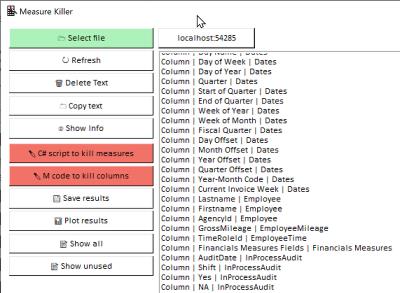 Measure Killer
Select file
localhost:54285
Refresh
Delete Text
Copy text
Show Info
C# script to kill measures
M code to kill columns
Save results
Plot results
Show all
Show unused
Column | Day Name | Dates
Column | Day of Week | Dates
Column | Day of Year | Dates
Column | Quarter | Dates
Column | Start of Quarter | Dates
Column | End of Quarter | Dates
Column | Week of Year | Dates
Column | Week of Month | Dates
Column | Fiscal Quarter | Dates
Column | Day Offset | Dates
Column | Month Offset | Dates
Column | Year Offset | Dates
Column | Quarter Offset | Dates
Column | Year-Month Code | Dates
Column | Current Invoice Week | Dates
Column | Lastname | Employee
Column | Firstname | Employee
Column | AgencyId | Employee
Column | GrossMileage | EmployeeMileage
Column | TimeRoleId | EmployeeTime
Column | Financials Measures Fields | Financials Measures
Column | AuditDate | InProcessAudit
Column | Shift | InProcessAudit
Column | Yes | InProcessAudit
Column | NA | InProcessAudit